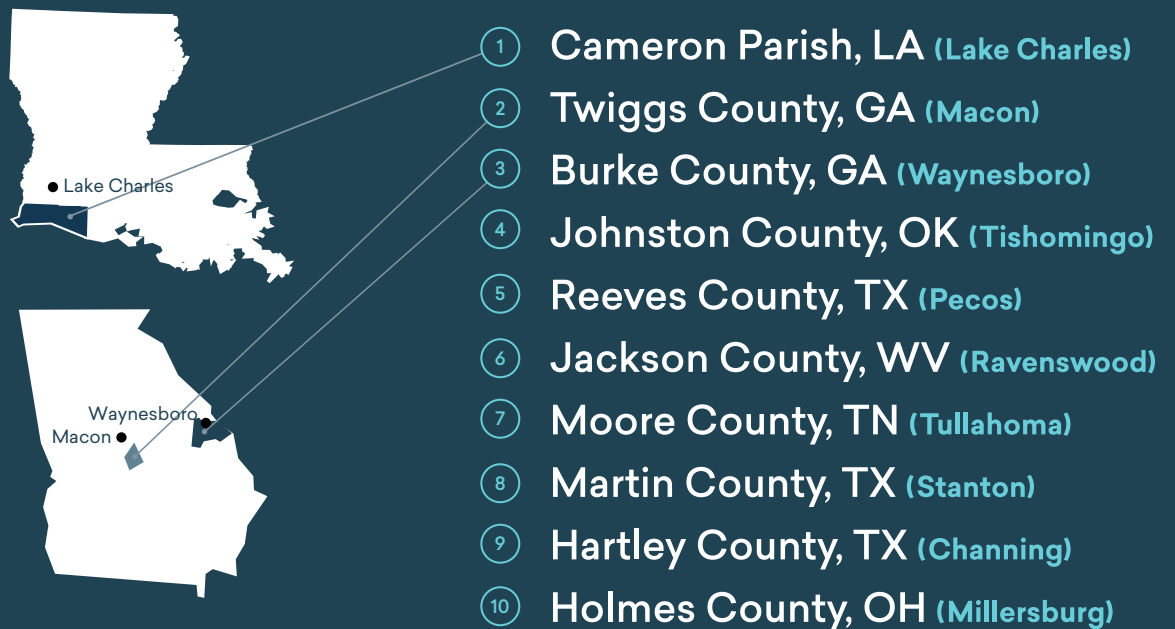 Lake Charles
Waynesboro
Macon
1 Cameron Parish, LA (Lake Charles)
2 Twiggs County, GA (Macon)
3 Burke County, GA (Waynesboro)
4 Johnston County, OK (Tishomingo)
5 Reeves County, TX (Pecos)
6 Jackson County, WV (Ravenswood)
7 Moore County, TN (Tullahoma)
8 Martin County, TX (Stanton)
9 Hartley County, TX (Channing)
10 Holmes County, OH (Millersburg)